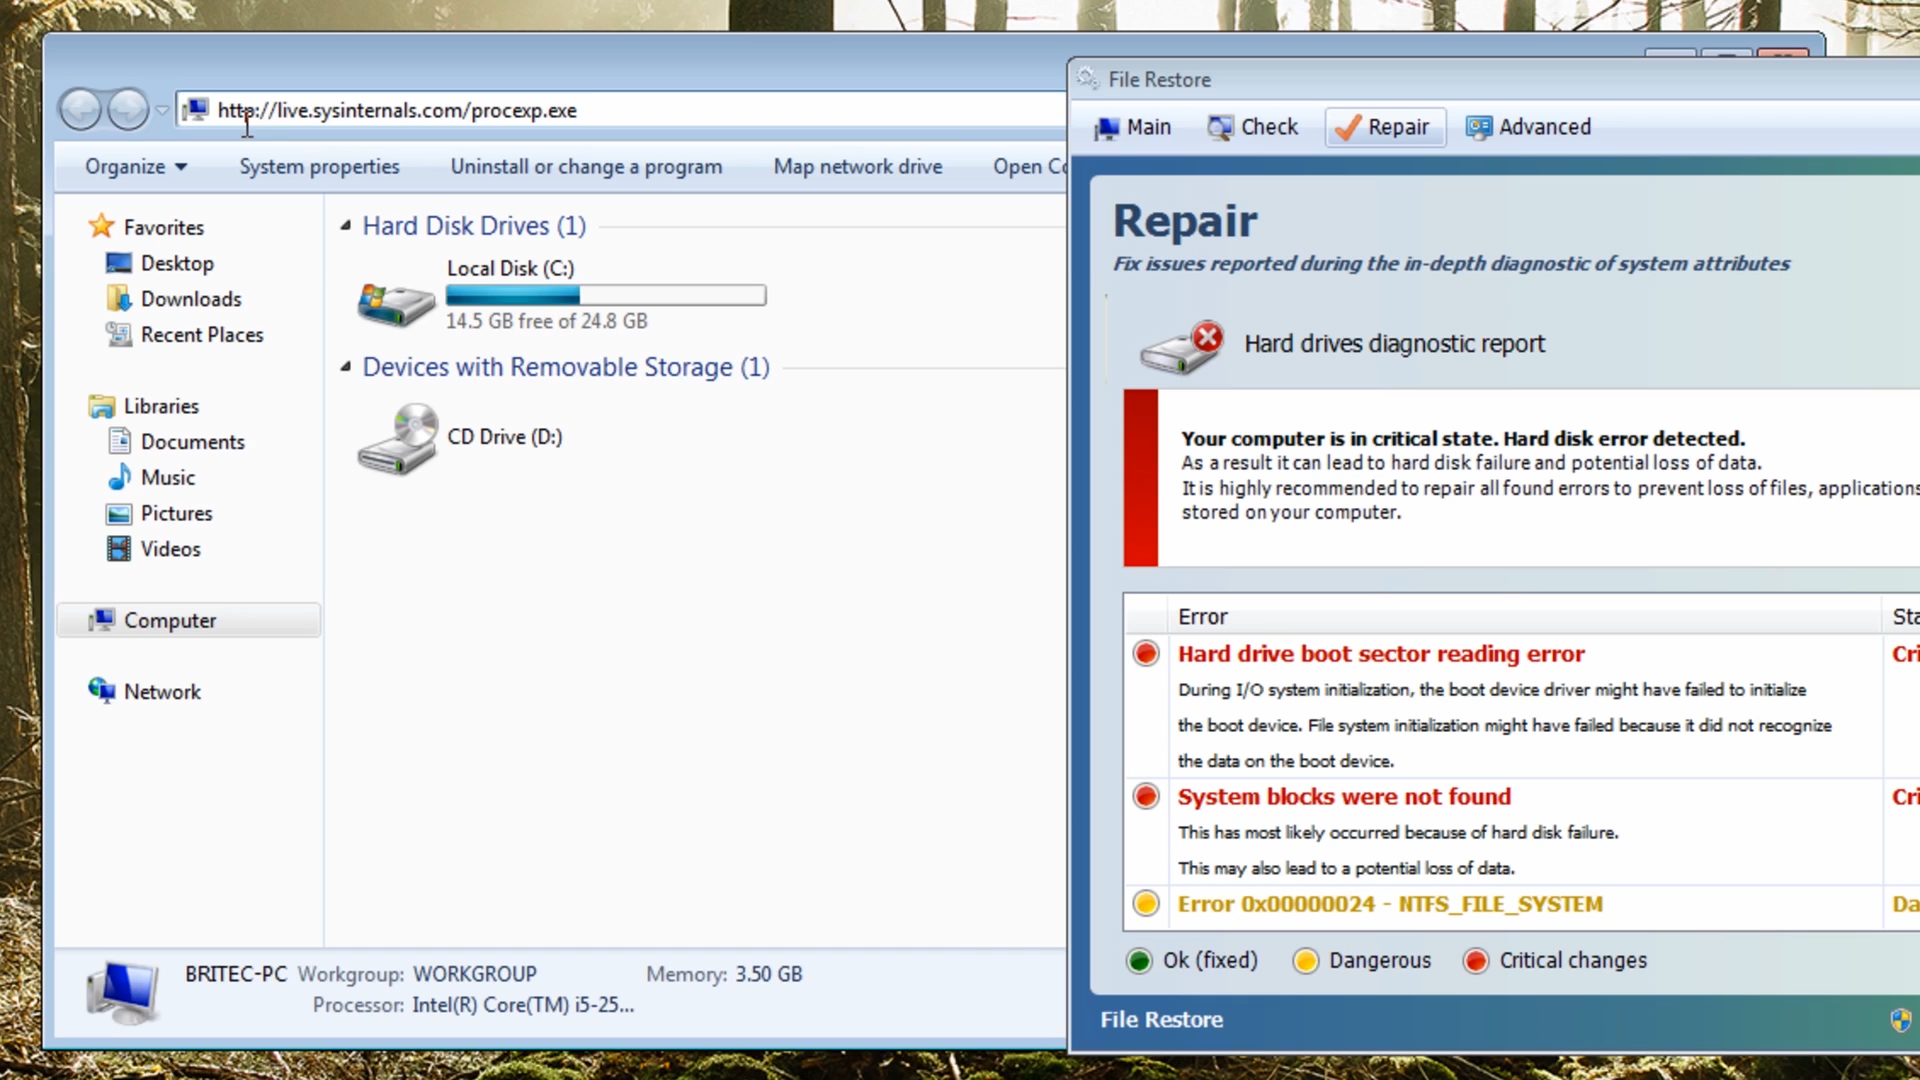 http://live.sysinternals.com/procexp.exe
Organize
System properties
Uninstall or change a program
Map network drive
Open Co
Favorites
Desktop
Downloads
Recent Places
Libraries
Documents
Music
Pictures
Videos
Computer
Network
Hard Disk Drives (1)
Local Disk (C:)
14.5 GB free of 24.8 GB
Devices with Removable Storage (1)
CD Drive (D:)
BRITEC-PC Workgroup: WORKGROUP Memory: 3.50 GB
Processor: Intel(R) Core(TM) i5-25...
File Restore
Main
Check
Repair
Advanced
Repair
Fix issues reported during the in-depth diagnostic of system attributes
Hard drives diagnostic report
Your computer is in critical state. Hard disk error detected.
As a result it can lead to hard disk failure and potential loss of data.
It is highly recommended to repair all found errors to prevent loss of files, applications
stored on your computer.
Error Sta
Hard drive boot sector reading error Cri
During I/O system initialization, the boot device driver might have failed to initialize
the boot device. File system initialization might have failed because it did not recognize
the data on the boot device.
System blocks were not found Cri
This has most likely occurred because of hard disk failure.
This may also lead to a potential loss of data.
Error 0x00000024 - NTFS_FILE_SYSTEM Da
Ok (fixed)
Dangerous
Critical changes
File Restore